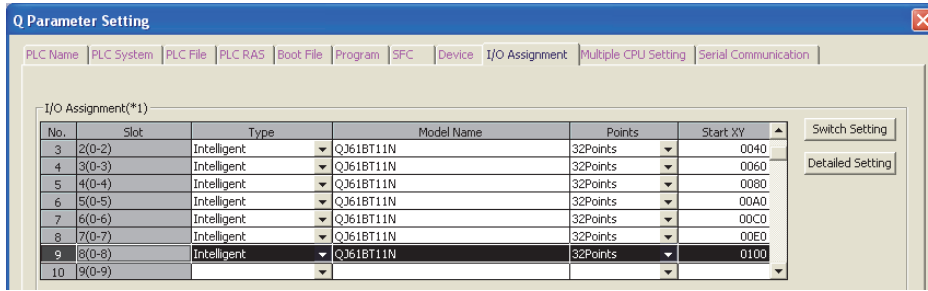 Q Parameter Setting
PLC Name PLC System PLC File PLC RAS Boot File Program SFC Device I/O Assignment Multiple CPU Setting Serial Communication
I/O Assignment(*1)
No. Slot Type Model Name Points Start XY
Switch Setting
3 2(0-2) Intelligent QJ61BT11N 32Points 0040
4 3(0-3) Intelligent QJ61BT11N 32Points 0060
Detailed Setting
5 4(0-4) Intelligent QJ61BT11N 32Points 0080
6 5(0-5) Intelligent QJ61BT11N 32Points 00A0
7 6(0-6) Intelligent QJ61BT11N 32Points 00C0
8 7(0-7) Intelligent QJ61BT11N 32Points 00E0
9 8(0-8) Intelligent QJ61BT11N 32Points 0100
10 9(0-9)